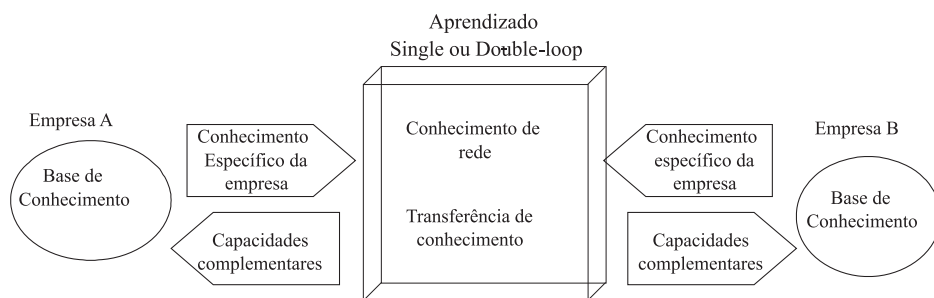 Aprendizado
Single ou Double-loop
Empresa A
Base de
Conhecimento
Conhecimento
Específico da
empresa
Capacidades
complementares
Conhecimento de
rede
Transferência de
conhecimento
Conhecimento
específico da
empresa
Capacidades
complementares
Empresa B
Base de
Conhecimento